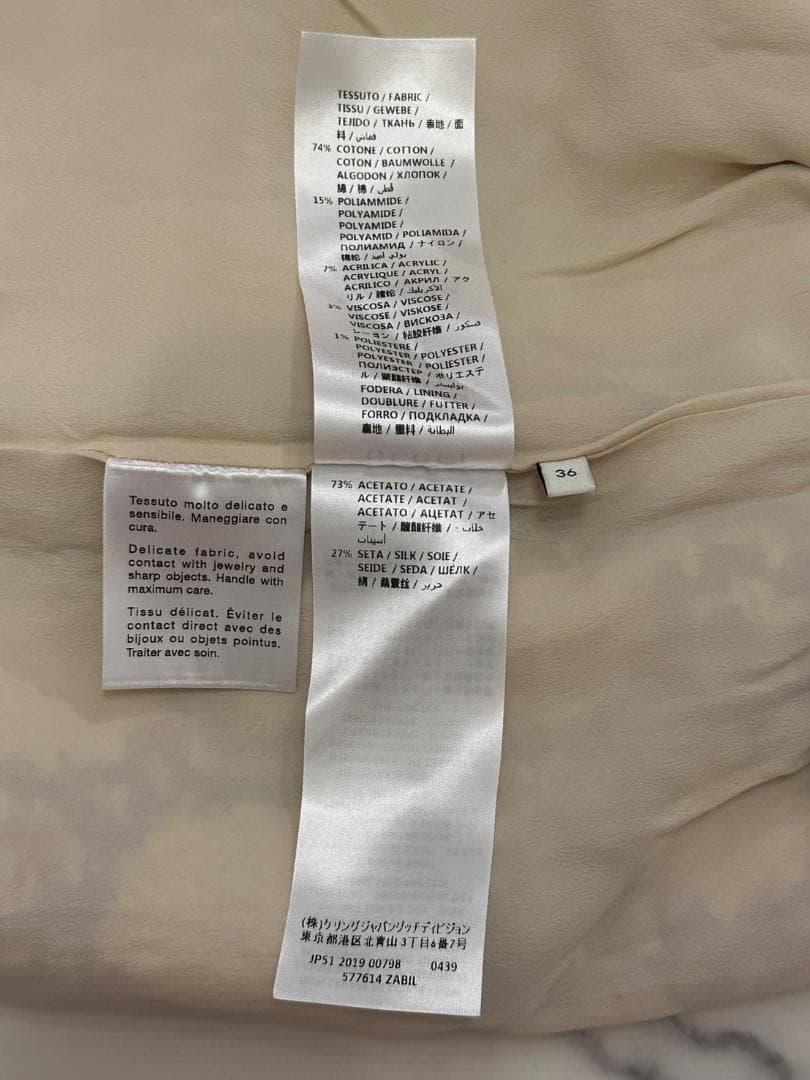 TESSUTO / FABRIC /
TISSU / GEWEBE /
TEJIDO / ТКАНЬ / 表地 / 面
料 / قماش
74% COTONE / COTTON /
COTON / BAUMWOLLE /
ALGODON / ХЛОПОК /
綿 / 棉 / قطن
15% POLIAMMIDE /
POLYAMIDE /
POLYAMIDE /
POLYAMID / POLIAMIDA /
ПОЛИАМИД / ナイロン /
锦纶 / بولي أميد
7% ACRILICA / ACRYLIC /
ACRYLIQUE / ACRYL /
ACRILICO / АКРИЛ / アク
リル / 腈纶 / الأكريليك
3% VISCOSA / VISCOSE /
VISCOSE / VISKOSE /
VISCOSA / ВИСКОЗА /
レーヨン / 粘胶纤维 / فسكوز
1% POLIESTERE /
POLYESTER / POLYESTER /
POLYESTER / POLIESTER /
ПОЛИЭСТЕР / ポリエステ
ル / 聚酯纤维 / بوليستر
FODERA / LINING /
DOUBLURE / FUTTER /
FORRO / ПОДКЛАДКА /
裏地 / 里料 / البطانة
36
Tessuto molto delicato e
sensibile. Maneggiare con
cura.
Delicate fabric, avoid
contact with jewelry and
sharp objects. Handle with
maximum care.
Tissu délicat. Éviter le
contact direct avec des
bijoux ou objets pointus.
Traiter avec soin.
73% ACETATO / ACETATE /
ACETATE / ACETAT /
ACETATO / АЦЕТАТ / アセ
テート / 醋酯纤维 /
أسيتات
27% SETA / SILK / SOIE /
SEIDE / SEDA / ШЁЛК /
絹 / 桑蚕丝 / حرير
(株)ケリングジャパングッチディビジョン
東京都港区北青山3丁目6番7号
JP51 2019 00798 0439
577614 ZABIL